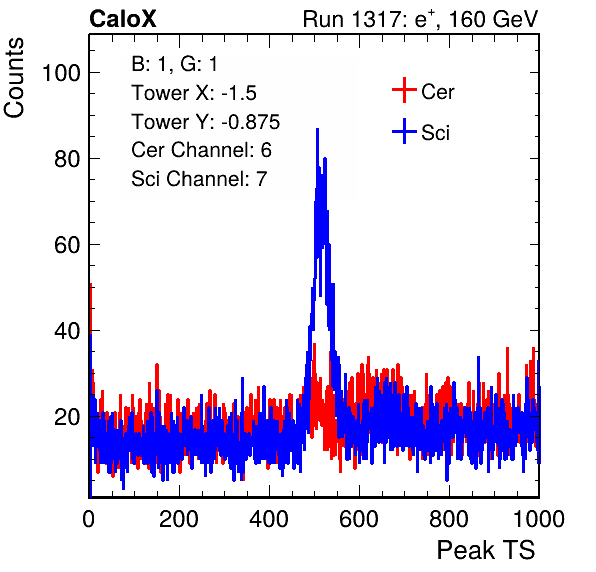 CaloX
Run 1317: e+, 160 GeV
Counts
B: 1, G: 1
Tower X: -1.5
Tower Y: -0.875
Cer Channel: 6
Sci Channel: 7
Cer
Sci
100
80
60
40
20
0 200 400 600 800 1000
Peak TS